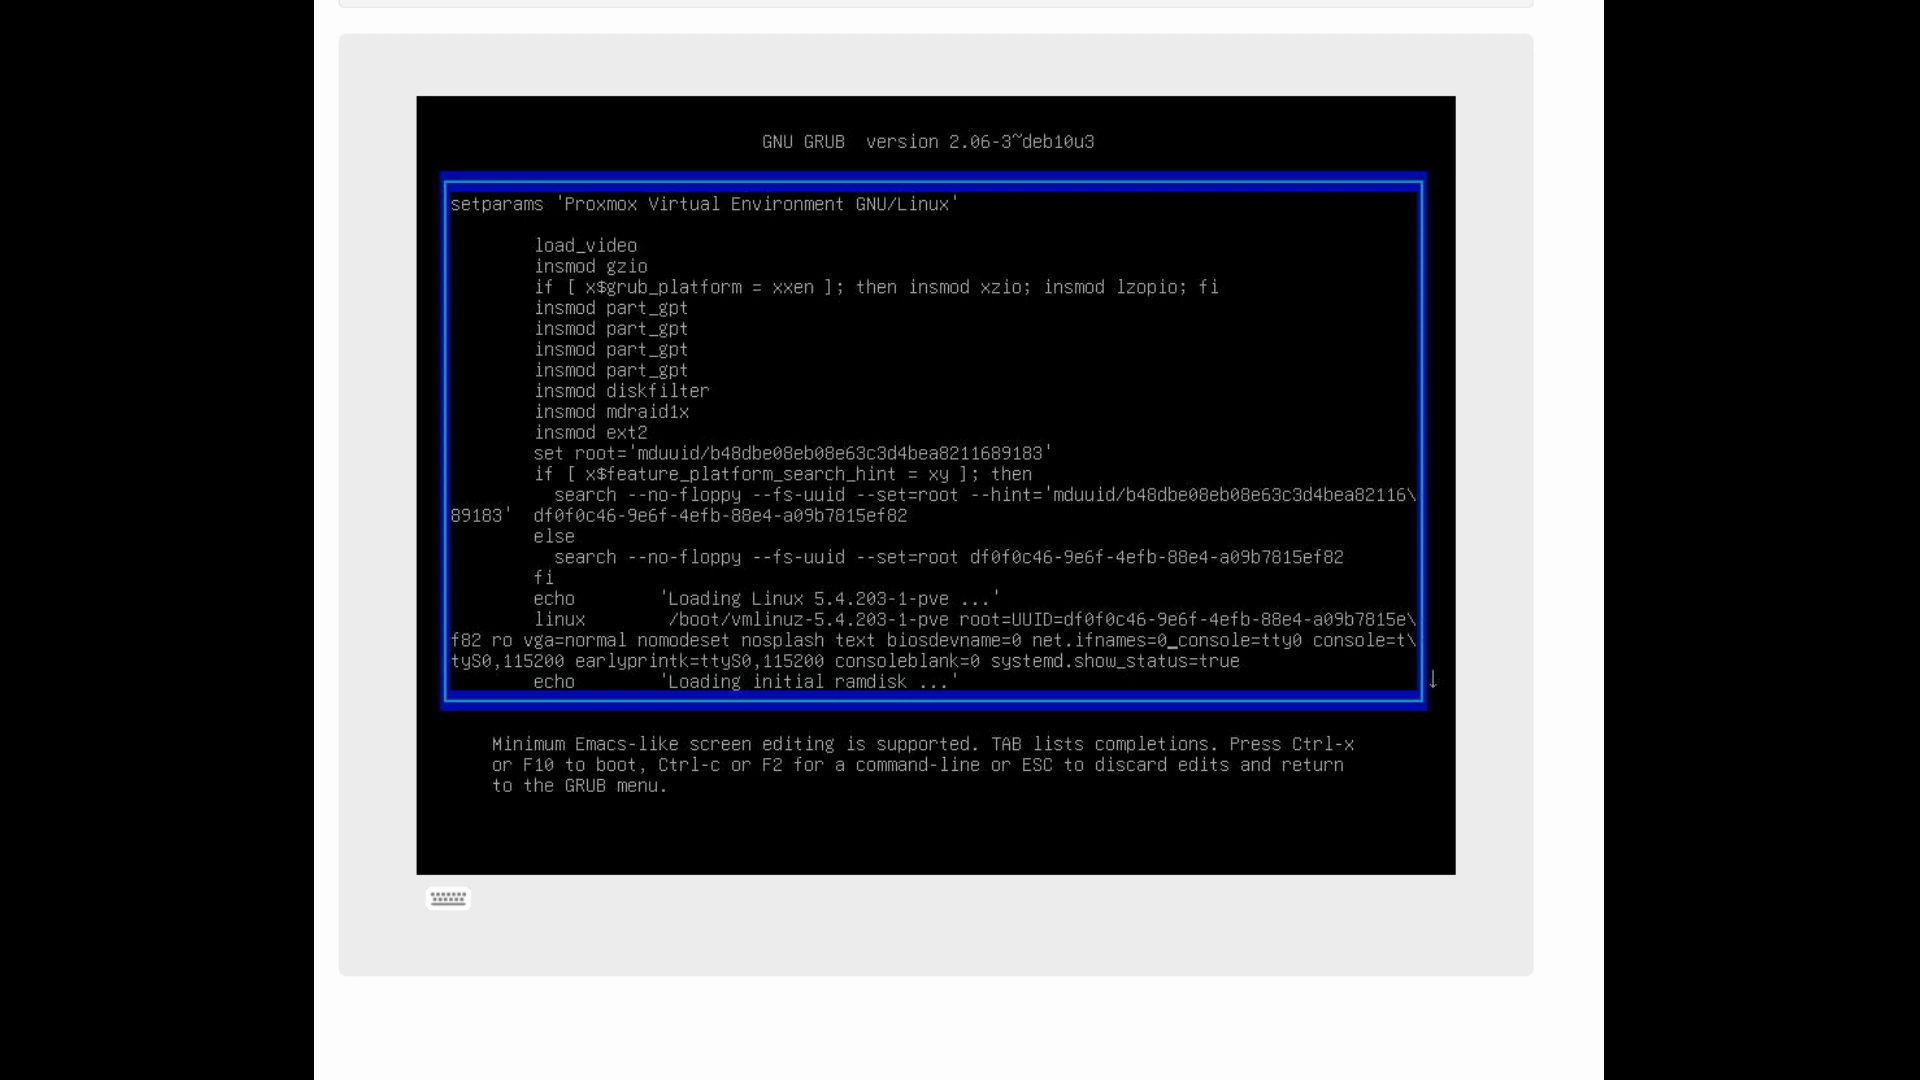 GNU GRUB  version 2.06-3~deb10u3
setparams 'Proxmox Virtual Environment GNU/Linux'
load_video
insmod gzio
if [ x$grub_platform = xxen ]; then insmod xzio; insmod lzopio; fi
insmod part_gpt
insmod part_gpt
insmod part_gpt
insmod part_gpt
insmod diskfilter
insmod mdraid1x
insmod ext2
set root='mduuid/b48dbe08eb08e63c3d4bea8211689183'
if [ x$feature_platform_search_hint = xy ]; then
search --no-floppy --fs-uuid --set=root --hint='mduuid/b48dbe08eb08e63c3d4bea82116\
89183'  df0f0c46-9e6f-4efb-88e4-a09b7815ef82
else
search --no-floppy --fs-uuid --set=root df0f0c46-9e6f-4efb-88e4-a09b7815ef82
fi
echo 'Loading Linux 5.4.203-1-pve ...'
linux /boot/vmlinuz-5.4.203-1-pve root=UUID=df0f0c46-9e6f-4efb-88e4-a09b7815e\
f82 ro vga=normal nomodeset nosplash text biosdevname=0 net.ifnames=0_console=tty0 console=t\
tyS0,115200 earlyprintk=ttyS0,115200 consoleblank=0 systemd.show_status=true
echo 'Loading initial ramdisk ...'
↓
Minimum Emacs-like screen editing is supported. TAB lists completions. Press Ctrl-x
or F10 to boot, Ctrl-c or F2 for a command-line or ESC to discard edits and return
to the GRUB menu.